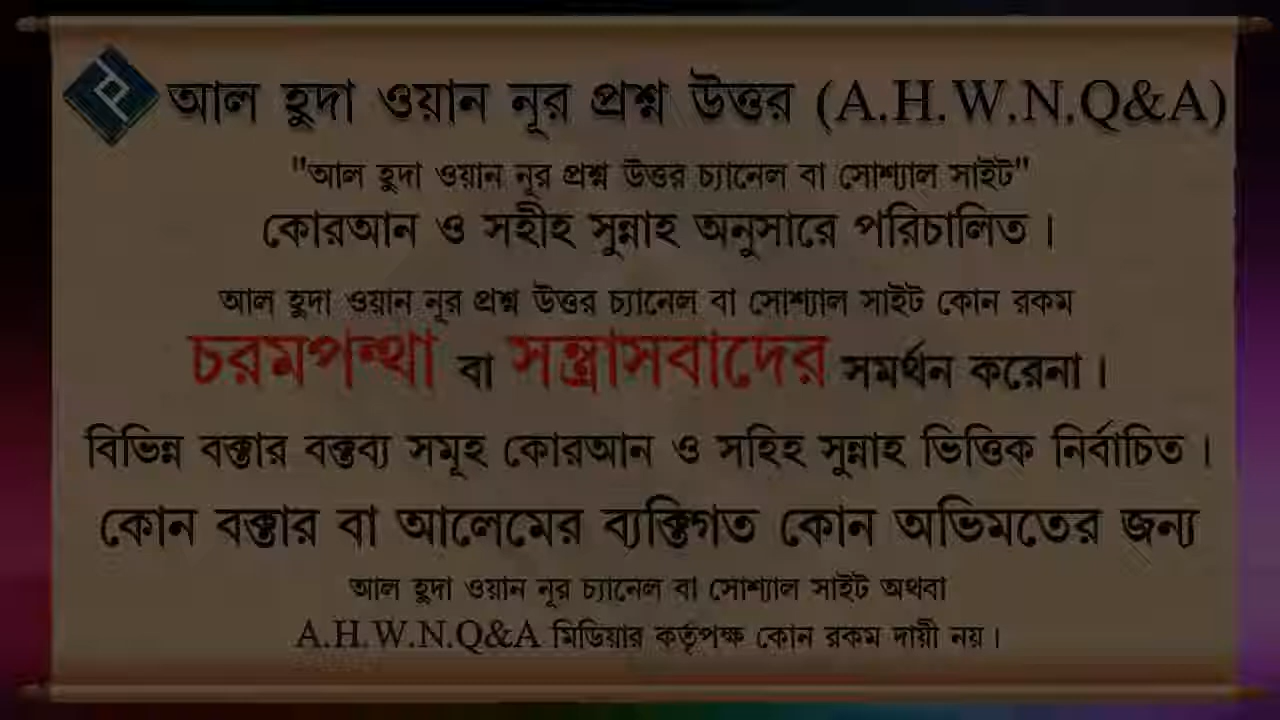 আল হুদা ওয়ান নূর প্রশ্ন উত্তর (A.H.W.N.Q&A)
"আল হুদা ওয়ান নূর প্রশ্ন উত্তর চ্যানেল বা সোশ্যাল সাইট"
কোরআন ও সহীহ সুন্নাহ অনুসারে পরিচালিত ।
আল হুদা ওয়ান নূর প্রশ্ন উত্তর চ্যানেল বা সোশ্যাল সাইট কোন রকম
চরমপন্থা বা সন্ত্রাসবাদের সমর্থন করেনা ।
বিভিন্ন বক্তার বক্তব্য সমূহ কোরআন ও সহিহ সুন্নাহ ভিত্তিক নির্বাচিত ।
কোন বক্তার বা আলেমের ব্যক্তিগত কোন অভিমতের জন্য
আল হুদা ওয়ান নূর চ্যানেল বা সোশ্যাল সাইট অথবা
A.H.W.N.Q&A মিডিয়ার কর্তৃপক্ষ কোন রকম দায়ী নয় ।